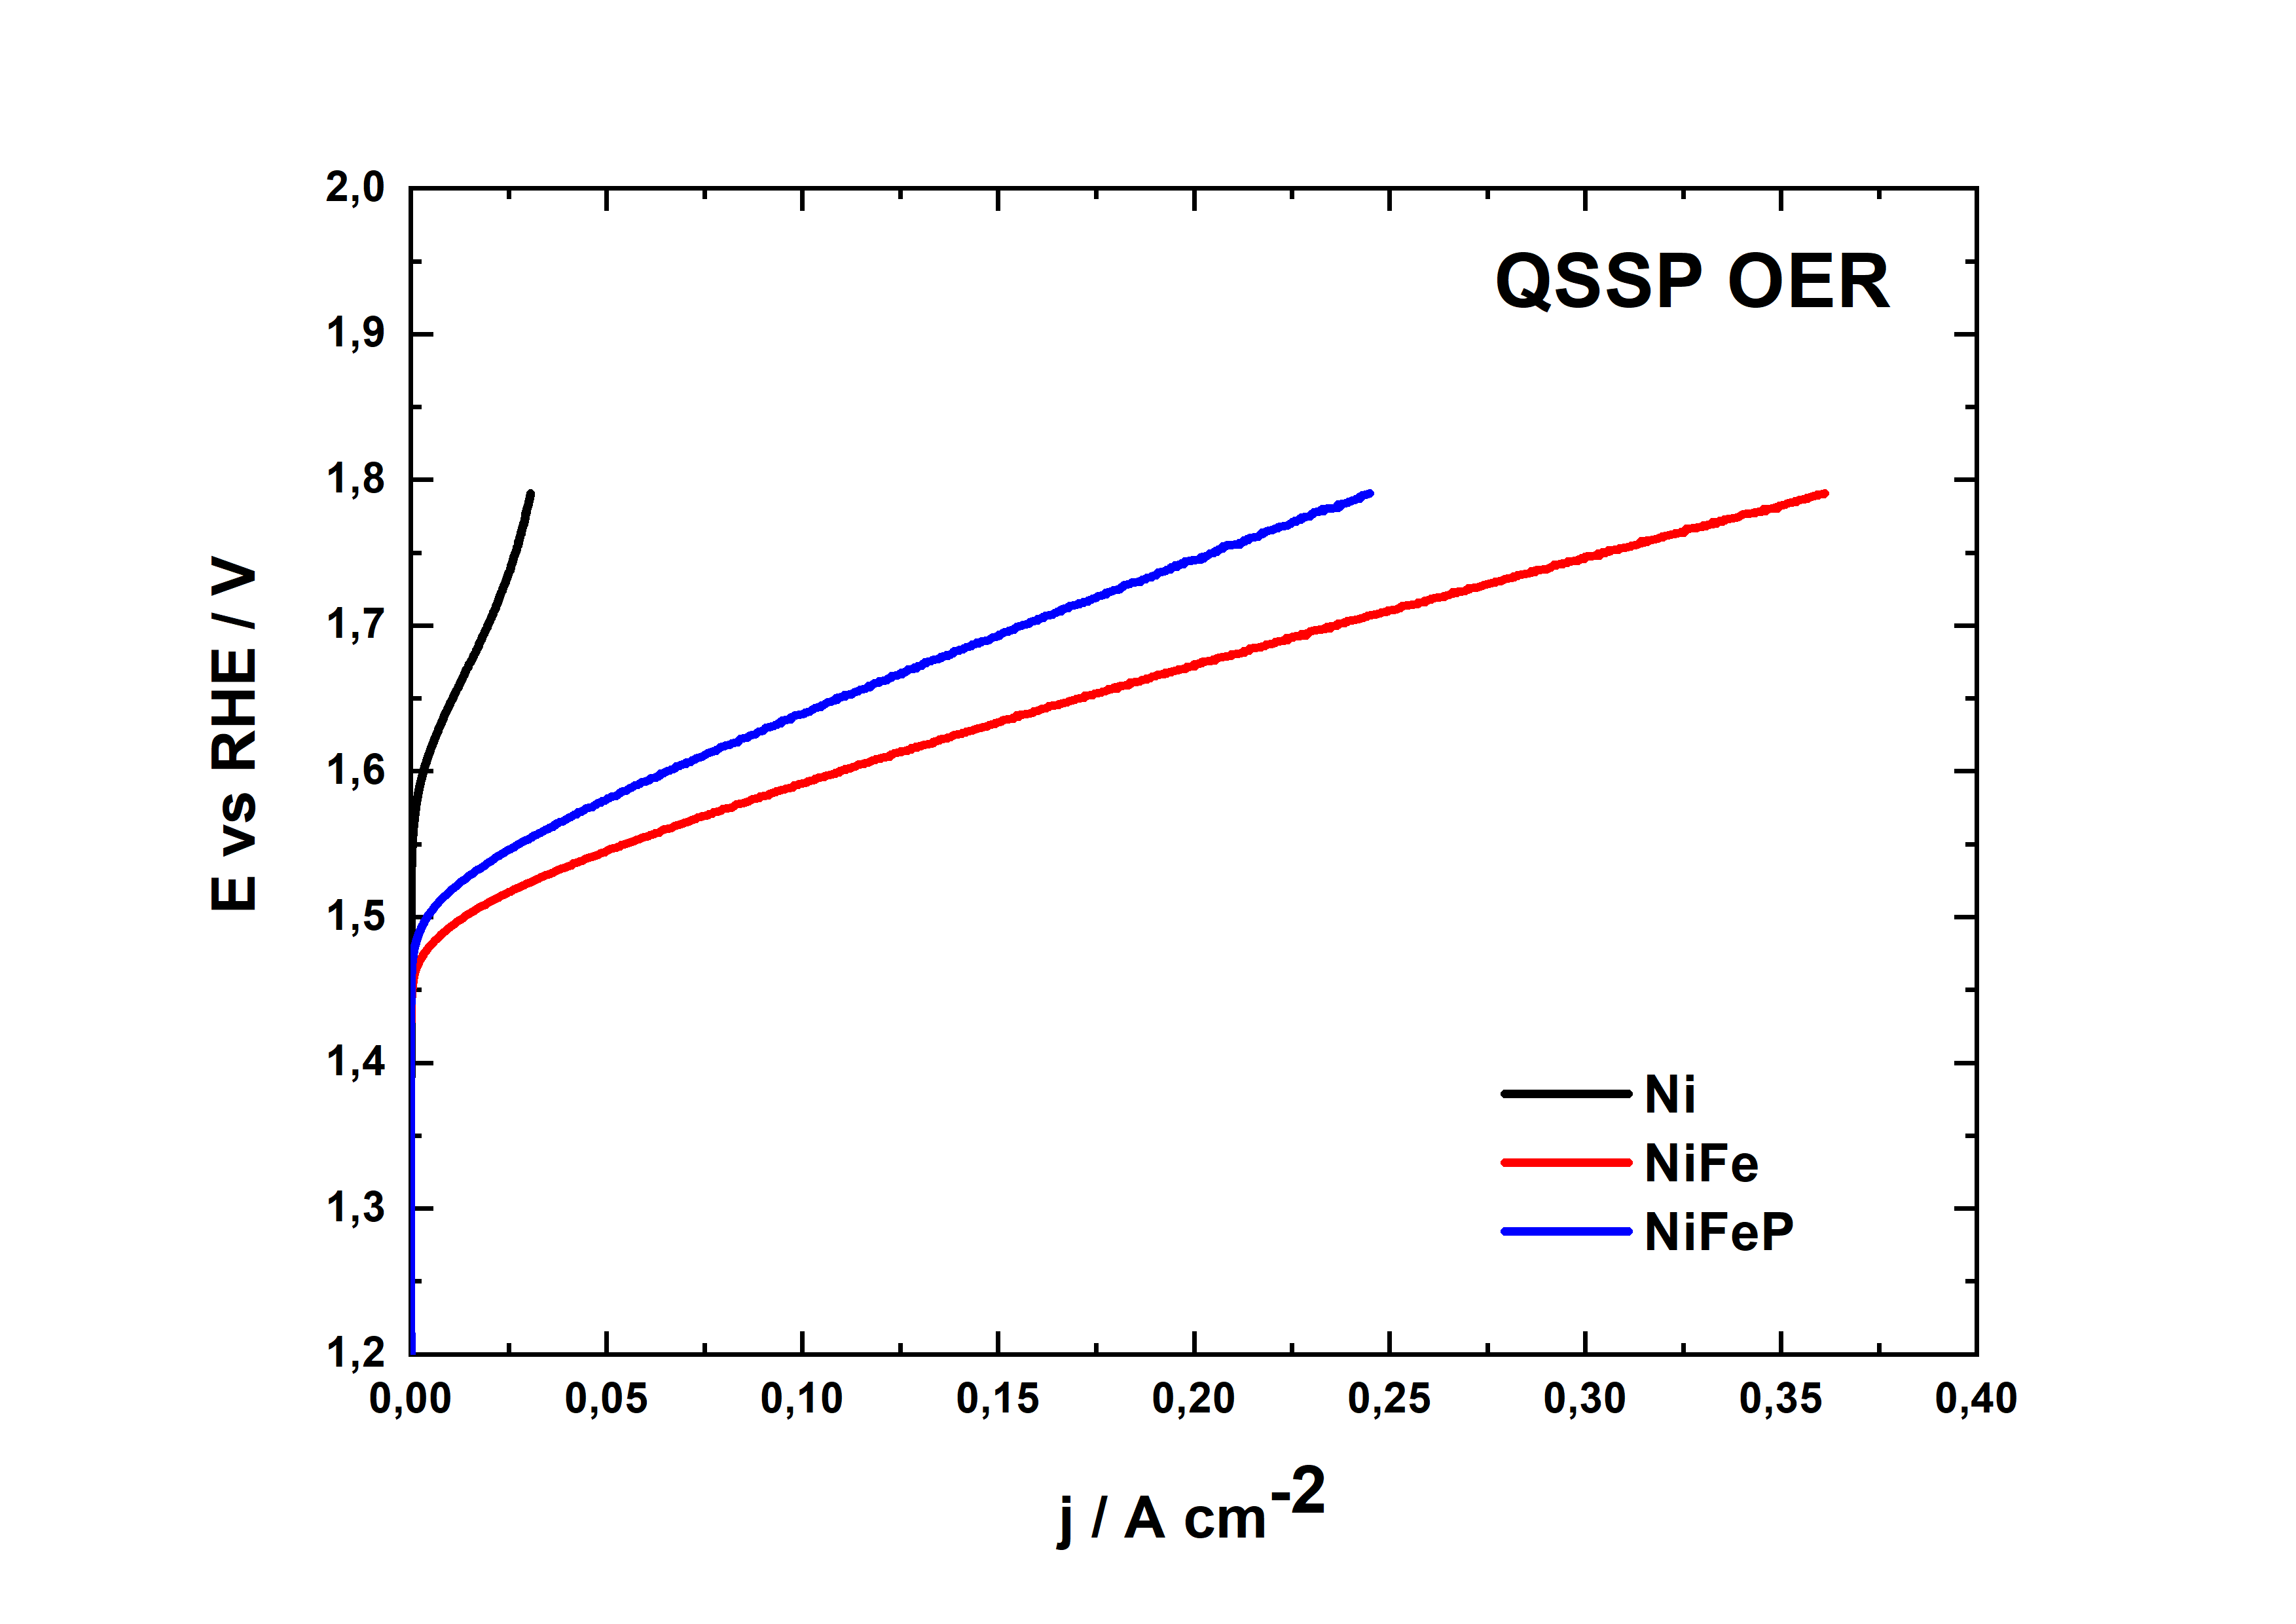 QSSP OER
E vs RHE / V
2,0
1,9
1,8
1,7
1,6
1,5
1,4
1,3
1,2
Ni
NiFe
NiFeP
0,00 0,05 0,10 0,15 0,20 0,25 0,30 0,35 0,40
j / A cm-2